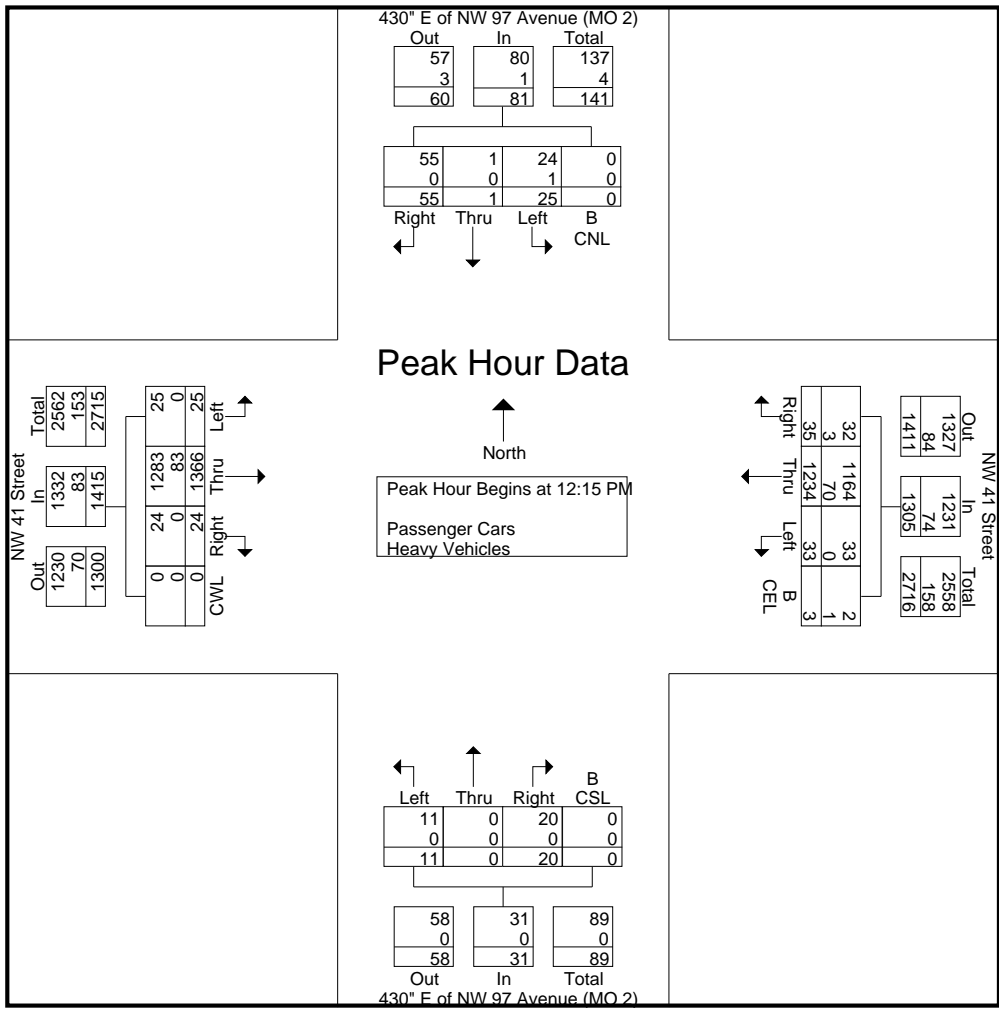 430" E of NW 97 Avenue (MO 2)
Out In Total
57 80 137
3 1 4
60 81 141
55 1 24 0
0 0 1 0
55 1 25 0
Right Thru Left B
CNL
Peak Hour Data
North
Peak Hour Begins at 12:15 PM
Passenger Cars
Heavy Vehicles
NW 41 Street
Out In Total
1230 1332 2562
70 83 153
1300 1415 2715
0 24 1283 25
0 0 83 0
0 24 1366 25
CWL Right Thru Left
NW 41 Street
Out In Total
1327 1231 2558
84 74 158
1411 1305 2716
32 1164 33 2
3 70 0 1
35 1234 33 3
Right Thru Left B
CEL
B
Left Thru Right CSL
11 0 20 0
0 0 0 0
11 0 20 0
58 31 89
0 0 0
58 31 89
Out In Total
430" E of NW 97 Avenue (MO 2)